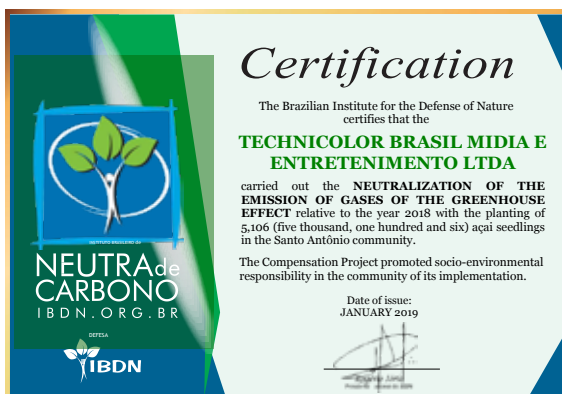 Certification
The Brazilian Institute for the Defense of Nature
certifies that the
TECHNICOLOR BRASIL MIDIA E
ENTRETENIMENTO LTDA
carried out the NEUTRALIZATION OF THE
EMISSION OF GASES OF THE GREENHOUSE
EFFECT relative to the year 2018 with the planting of
5,106 (five thousand, one hundred and six) açai seedlings
in the Santo Antônio community.
The Compensation Project promoted socio-environmental
responsibility in the community of its implementation.
Date of issue:
JANUARY 2019
INSTITUTO BRASILEIRO de
NEUTRAde
CARBONO
IBDN.ORG.BR
DEFESA
IBDN